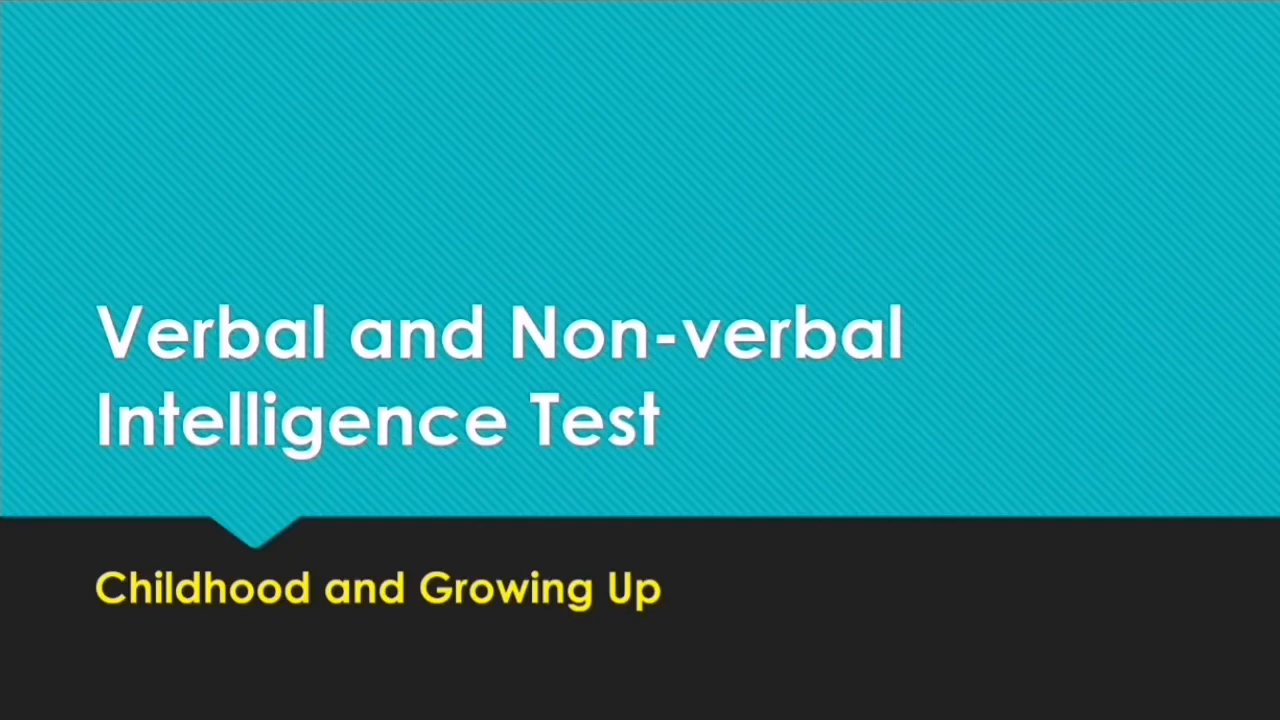 Verbal and Non-verbal
Intelligence Test
Childhood and Growing Up